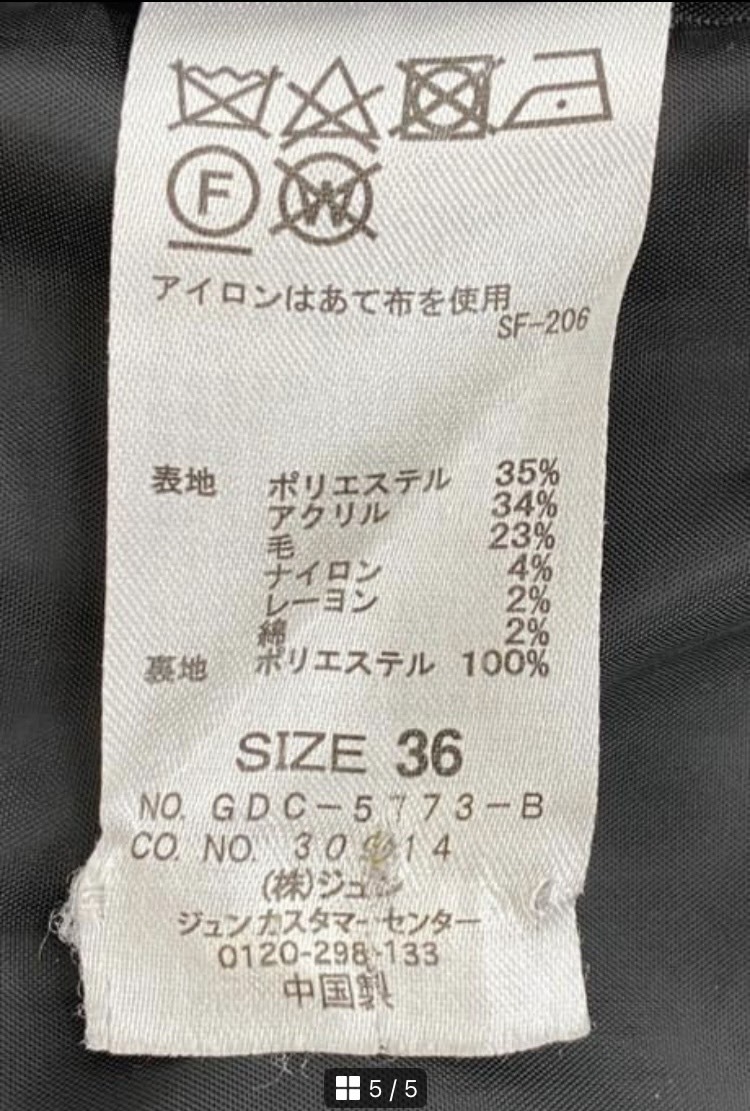 F W
アイロンはあて布を使用
SF-206
表地 ポリエステル 35%
アクリル 34%
毛 23%
ナイロン 4%
レーヨン 2%
綿 2%
裏地 ポリエステル 100%
SIZE 36
NO. GDC-5773-B
CO. NO.
(株)ジュン
ジュンカスタマーセンター
0120-298-133
中国製
5 / 5